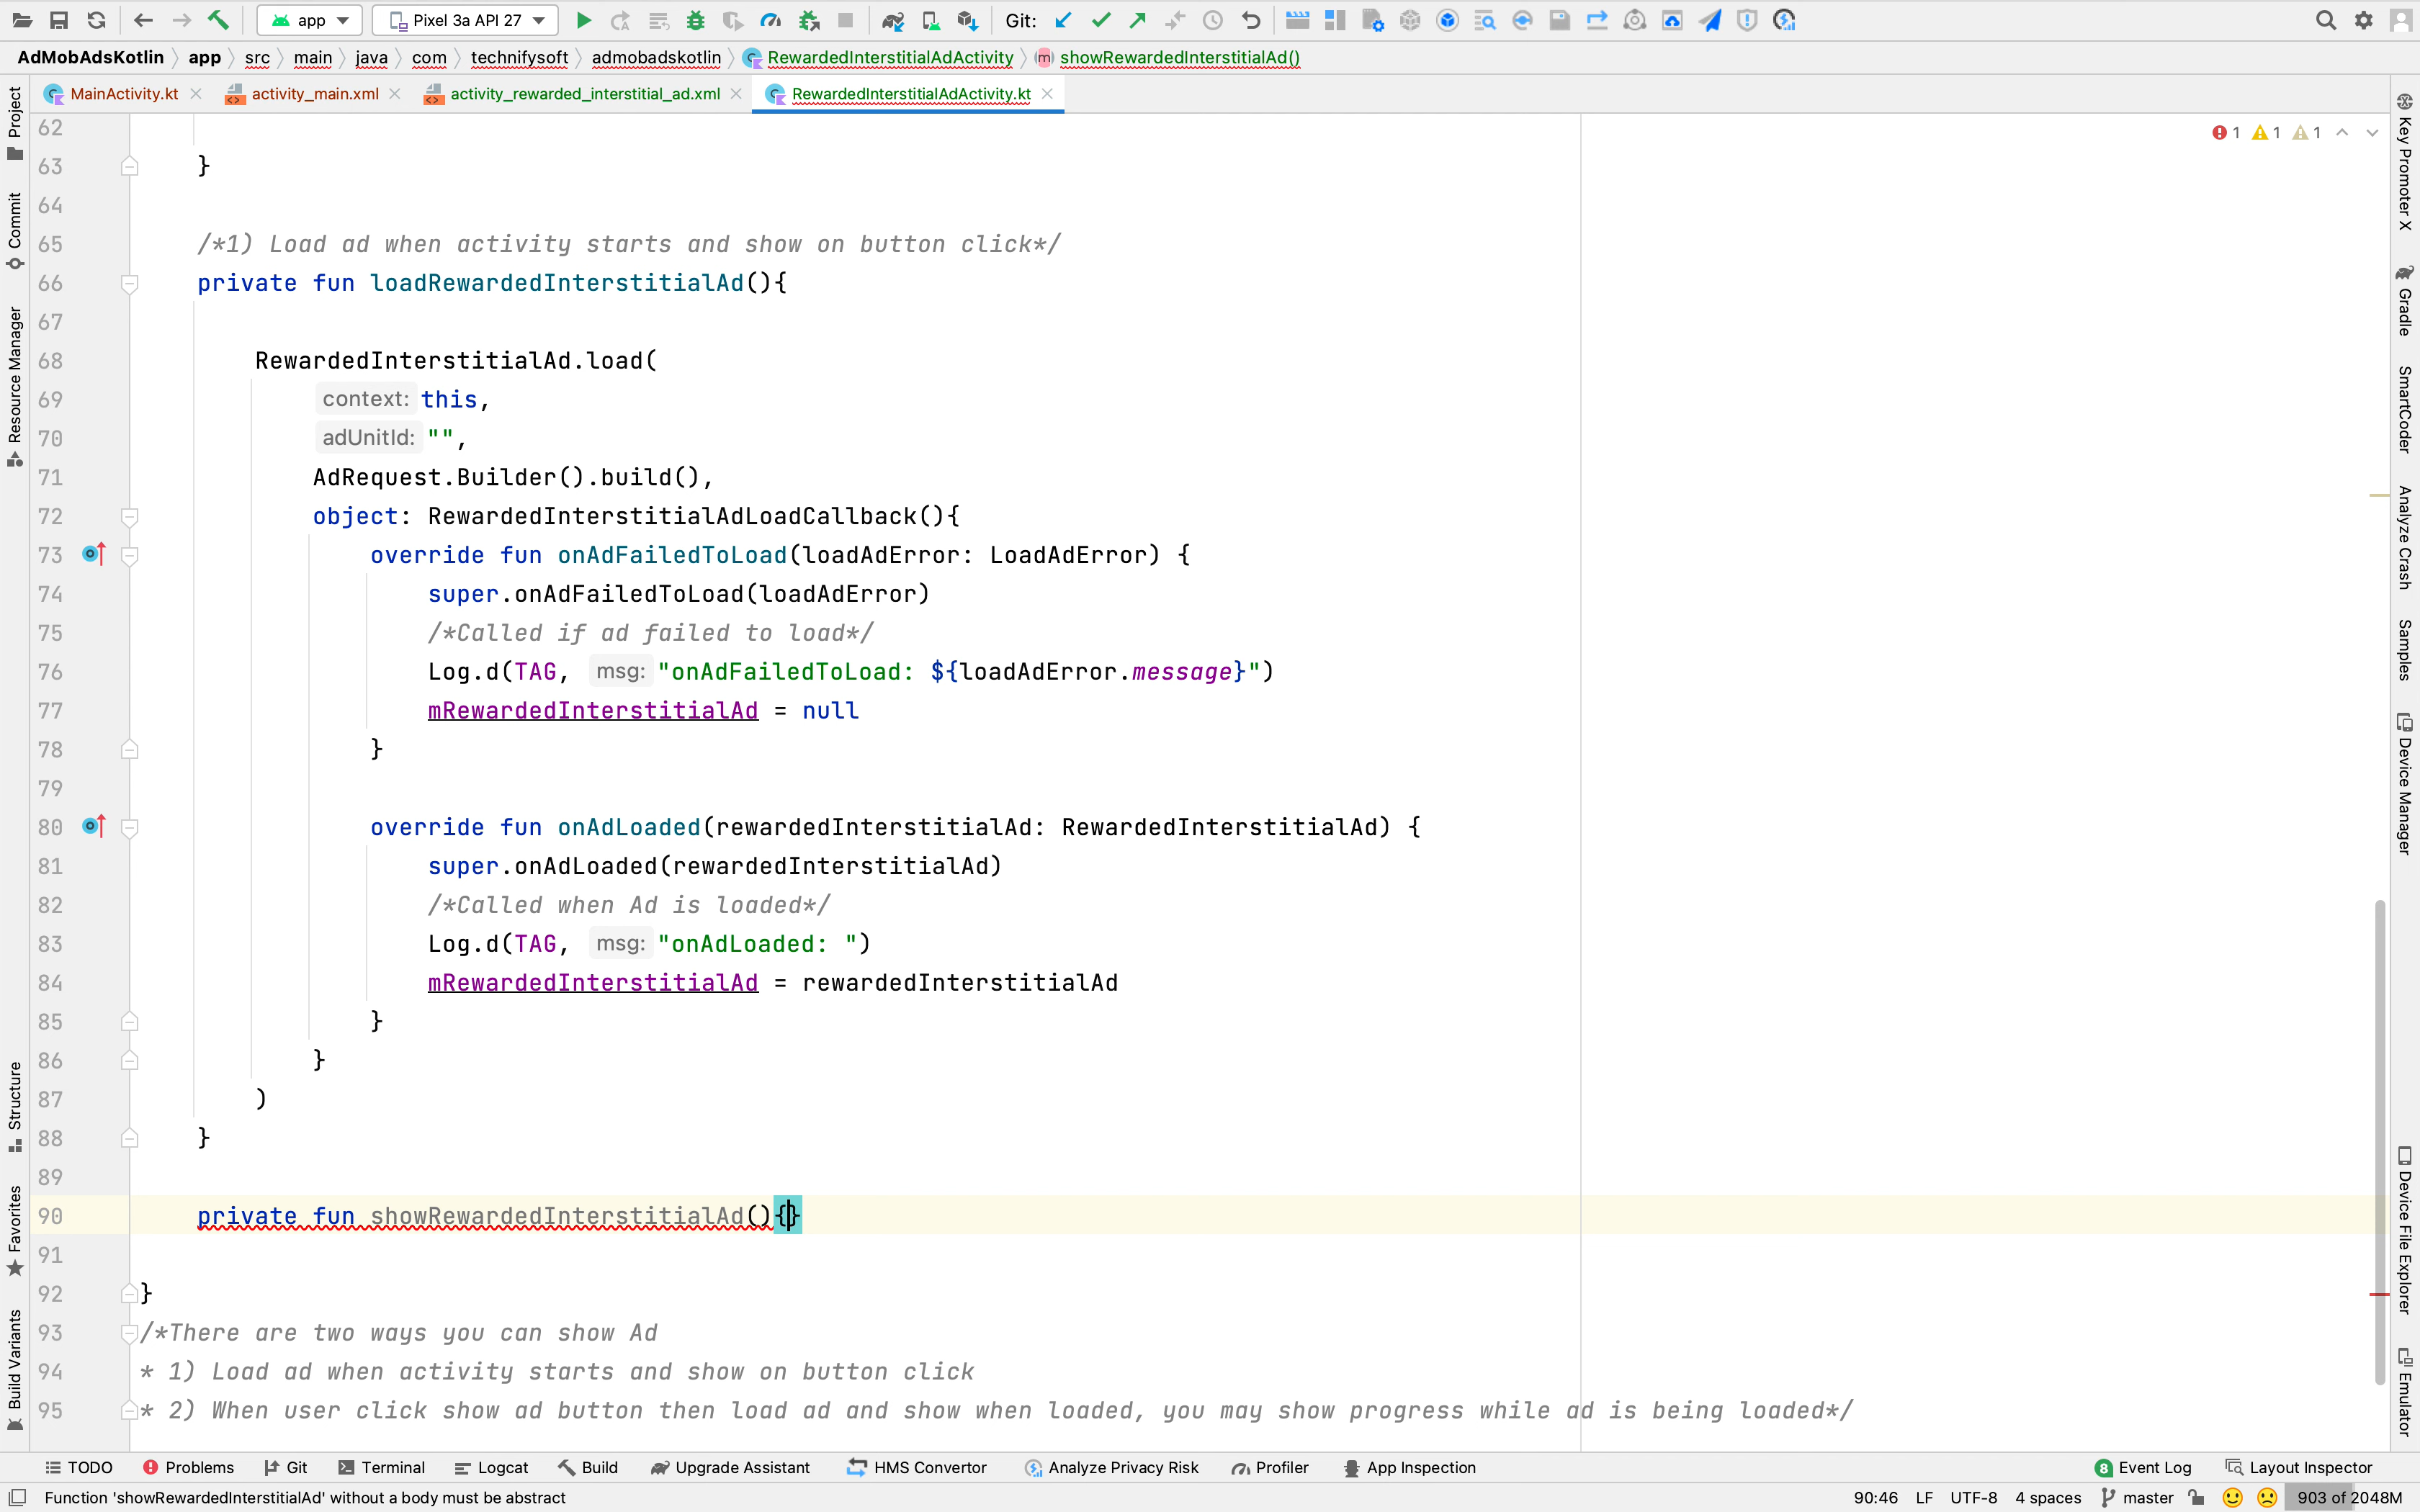 app
Pixel 3a API 27
Git:
AdMobAdsKotlin app src main java com technifysoft admobadskotlin RewardedInterstitialAdActivity showRewardedInterstitialAd()
MainActivity.kt activity_main.xml activity_rewarded_interstitial_ad.xml RewardedInterstitialAdActivity.kt
1 1 1
62
63 }
64
65 /*1) Load ad when activity starts and show on button click*/
66 private fun loadRewardedInterstitialAd(){
67
68 RewardedInterstitialAd.load(
69 context: this,
70 adUnitId: "",
71 AdRequest.Builder().build(),
72 object: RewardedInterstitialAdLoadCallback(){
73 override fun onAdFailedToLoad(loadAdError: LoadAdError) {
74 super.onAdFailedToLoad(loadAdError)
75 /*Called if ad failed to load*/
76 Log.d(TAG, msg: "onAdFailedToLoad: ${loadAdError.message}")
77 mRewardedInterstitialAd = null
78 }
79
80 override fun onAdLoaded(rewardedInterstitialAd: RewardedInterstitialAd) {
81 super.onAdLoaded(rewardedInterstitialAd)
82 /*Called when Ad is loaded*/
83 Log.d(TAG, msg: "onAdLoaded: ")
84 mRewardedInterstitialAd = rewardedInterstitialAd
85 }
86 }
87 )
88 }
89
90 private fun showRewardedInterstitialAd(){}
91
92 }
93 /*There are two ways you can show Ad
94 * 1) Load ad when activity starts and show on button click
95 * 2) When user click show ad button then load ad and show when loaded, you may show progress while ad is being loaded*/
Project
Commit
Resource Manager
Structure
Favorites
Build Variants
Key Promoter X
Gradle
SmartCoder
Analyze Crash
Samples
Device Manager
Device File Explorer
Emulator
TODO Problems Git Terminal Logcat Build Upgrade Assistant HMS Convertor Analyze Privacy Risk Profiler App Inspection 8 Event Log Layout Inspector
Function 'showRewardedInterstitialAd' without a body must be abstract 90:46 LF UTF-8 4 spaces master 903 of 2048M